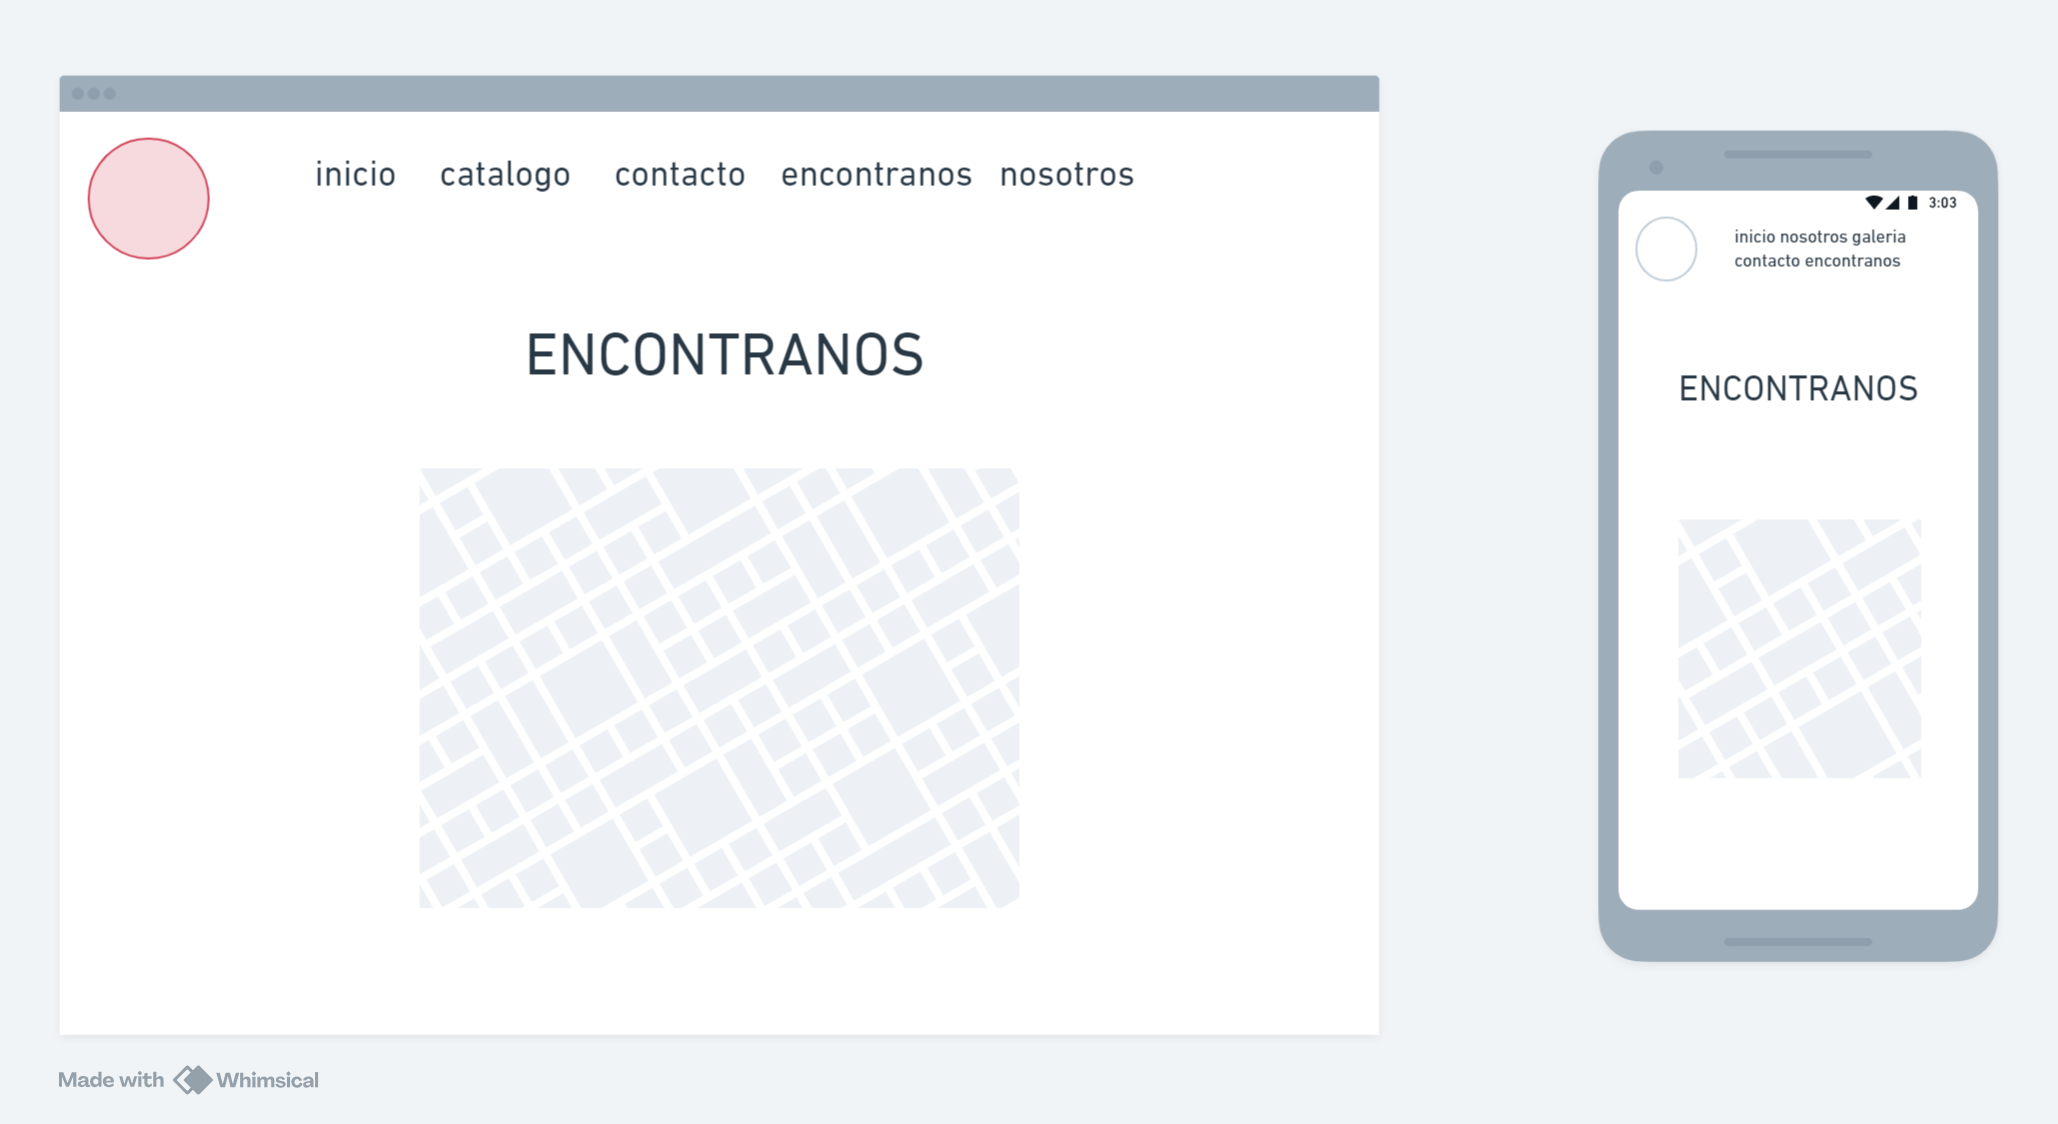 inicio catalogo contacto encontranos nosotros
ENCONTRANOS
3:03
inicio nosotros galeria
contacto encontranos
ENCONTRANOS
Made with Whimsical